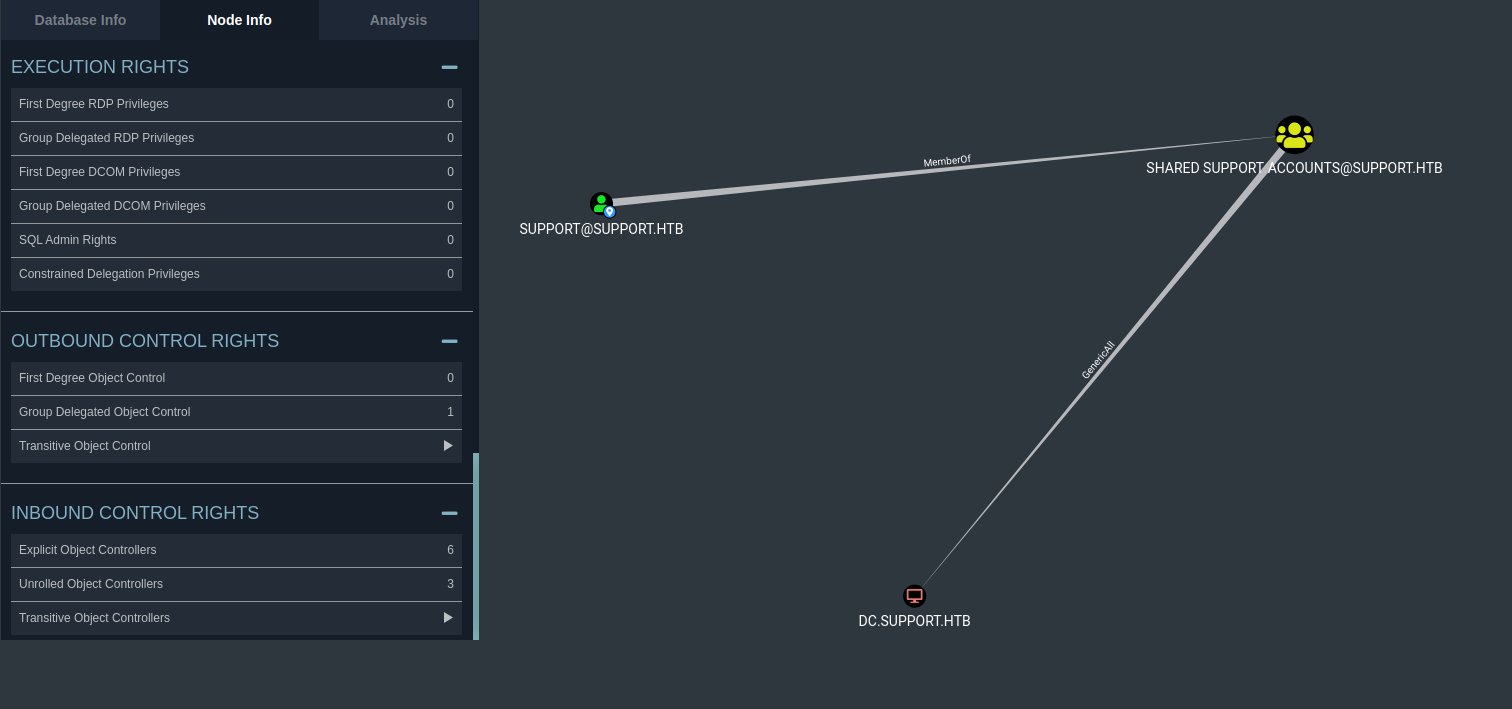 Database Info
Node Info
Analysis
EXECUTION RIGHTS
First Degree RDP Privileges 0
Group Delegated RDP Privileges 0
First Degree DCOM Privileges 0
Group Delegated DCOM Privileges 0
SQL Admin Rights 0
Constrained Delegation Privileges 0
OUTBOUND CONTROL RIGHTS
First Degree Object Control 0
Group Delegated Object Control 1
Transitive Object Control
INBOUND CONTROL RIGHTS
Explicit Object Controllers 6
Unrolled Object Controllers 3
Transitive Object Controllers
MemberOf
SHARED SUPPORT ACCOUNTS@SUPPORT.HTB
SUPPORT@SUPPORT.HTB
GenericAll
DC.SUPPORT.HTB